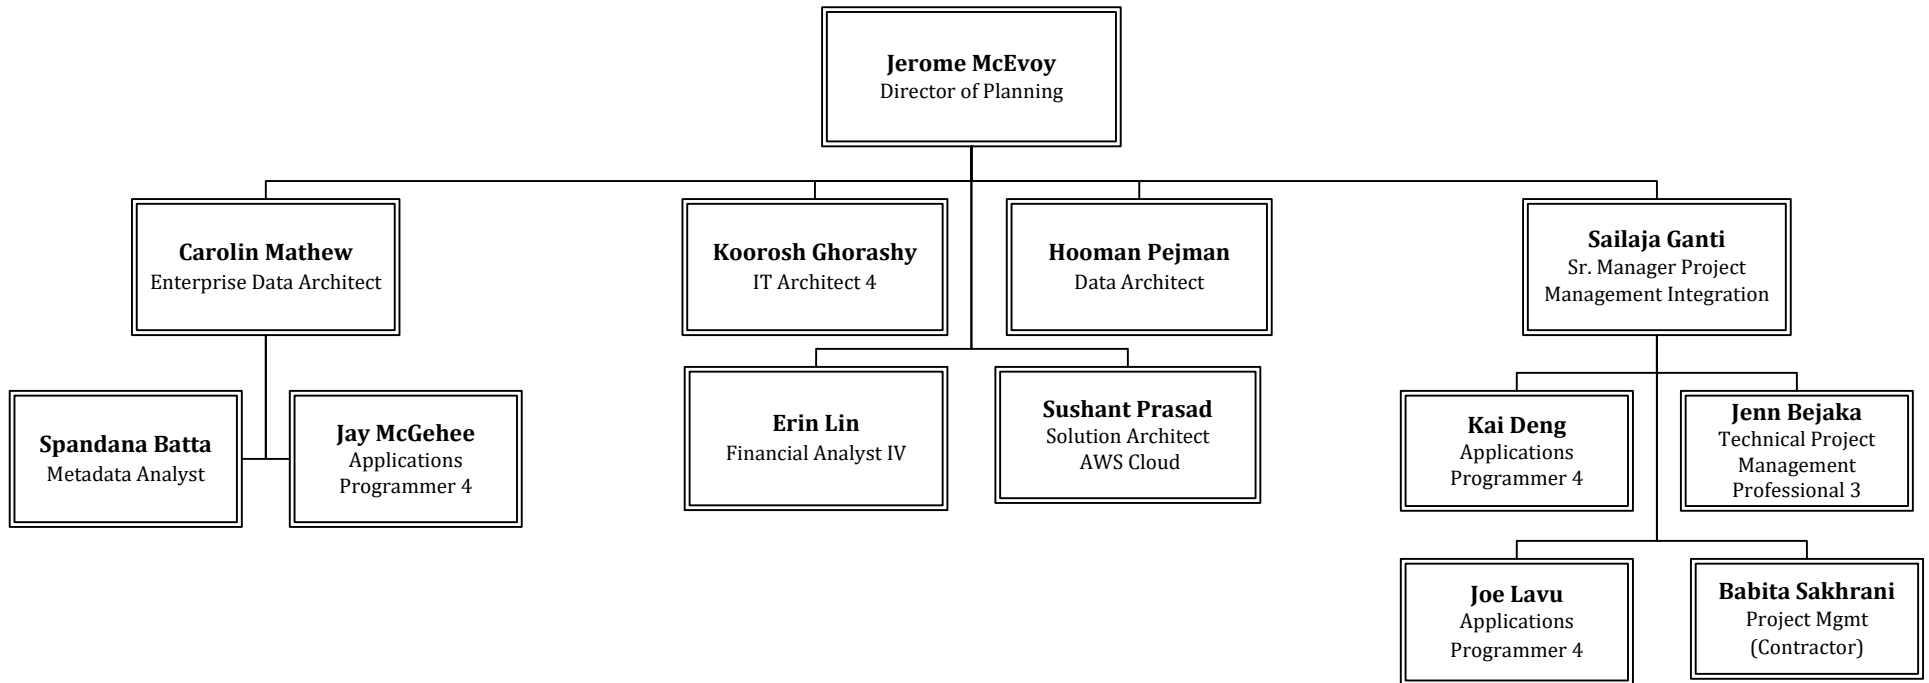 Jerome McEvoy
Director of Planning
Carolin Mathew
Enterprise Data Architect
Koorosh Ghorashy
IT Architect 4
Hooman Pejman
Data Architect
Sailaja Ganti
Sr. Manager Project
Management Integration
Spandana Batta
Metadata Analyst
Jay McGehee
Applications
Programmer 4
Erin Lin
Financial Analyst IV
Sushant Prasad
Solution Architect
AWS Cloud
Kai Deng
Applications
Programmer 4
Jenn Bejaka
Technical Project
Management
Professional 3
Joe Lavu
Applications
Programmer 4
Babita Sakhrani
Project Mgmt
(Contractor)